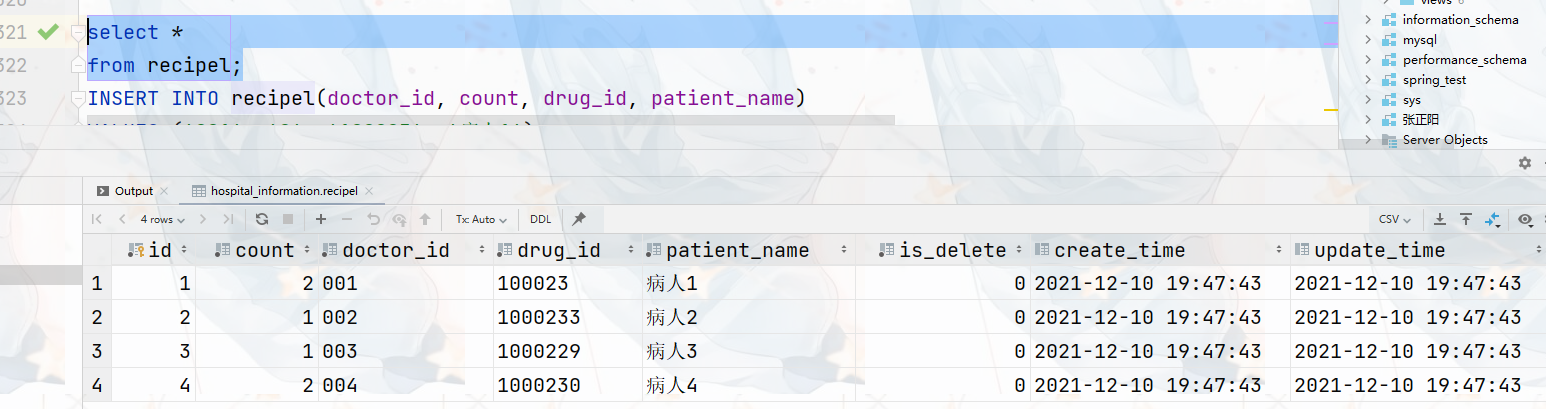 views 6
321 select *
322 from recipel;
323 INSERT INTO recipel(doctor_id, count, drug_id, patient_name)
information_schema
mysql
performance_schema
spring_test
sys
张正阳
Server Objects
Output hospital_information.recipel
4 rows Tx: Auto DDL CSV
id count doctor_id drug_id patient_name is_delete create_time update_time
1 1 2 001 100023 病人1 0 2021-12-10 19:47:43 2021-12-10 19:47:43
2 2 1 002 1000233 病人2 0 2021-12-10 19:47:43 2021-12-10 19:47:43
3 3 1 003 1000229 病人3 0 2021-12-10 19:47:43 2021-12-10 19:47:43
4 4 2 004 1000230 病人4 0 2021-12-10 19:47:43 2021-12-10 19:47:43